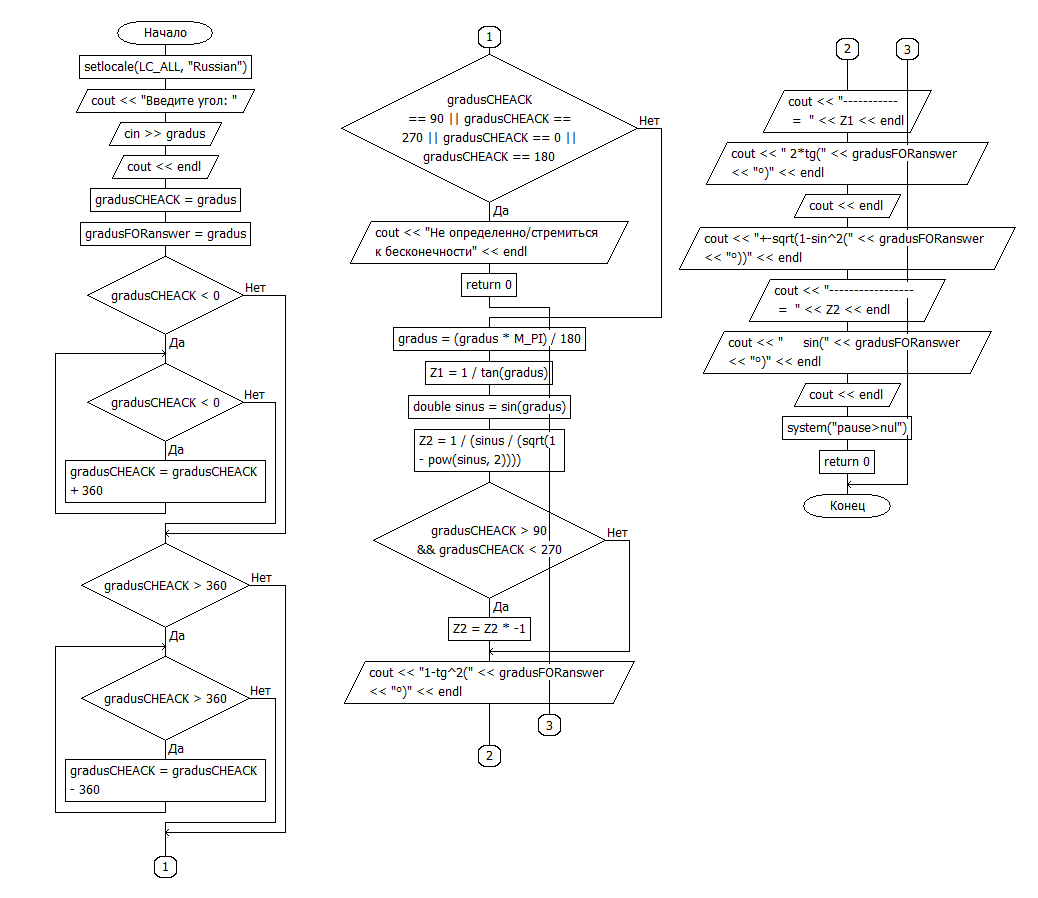 Начало
setlocale(LC_ALL, "Russian")
cout << "Введите угол: "
cin >> gradus
cout << endl
gradusCHEACK = gradus
gradusFORanswer = gradus
gradusCHEACK < 0
Нет
Да
gradusCHEACK < 0
Нет
Да
gradusCHEACK = gradusCHEACK
+ 360
gradusCHEACK > 360
Нет
Да
gradusCHEACK > 360
Нет
Да
gradusCHEACK = gradusCHEACK
- 360
1
1
gradusCHEACK
== 90 || gradusCHEACK ==
270 || gradusCHEACK == 0 ||
gradusCHEACK == 180
Нет
Да
cout << "Не определенно/стремиться
к бесконечности" << endl
return 0
gradus = (gradus * M_PI) / 180
Z1 = 1 / tan(gradus)
double sinus = sin(gradus)
Z2 = 1 / (sinus / (sqrt(1
- pow(sinus, 2))))
gradusCHEACK > 90
&& gradusCHEACK < 270
Нет
Да
Z2 = Z2 * -1
cout << "1-tg^2(" << gradusFORanswer
<< "°)" << endl
3
2
2
3
cout << "-----------
= " << Z1 << endl
cout << " 2*tg(" << gradusFORanswer
<< "°)" << endl
cout << endl
cout << "+-sqrt(1-sin^2(" << gradusFORanswer
<< "°))" << endl
cout << "-----------------
= " << Z2 << endl
cout << "      sin(" << gradusFORanswer
<< "°)" << endl
cout << endl
system("pause>nul")
return 0
Конец